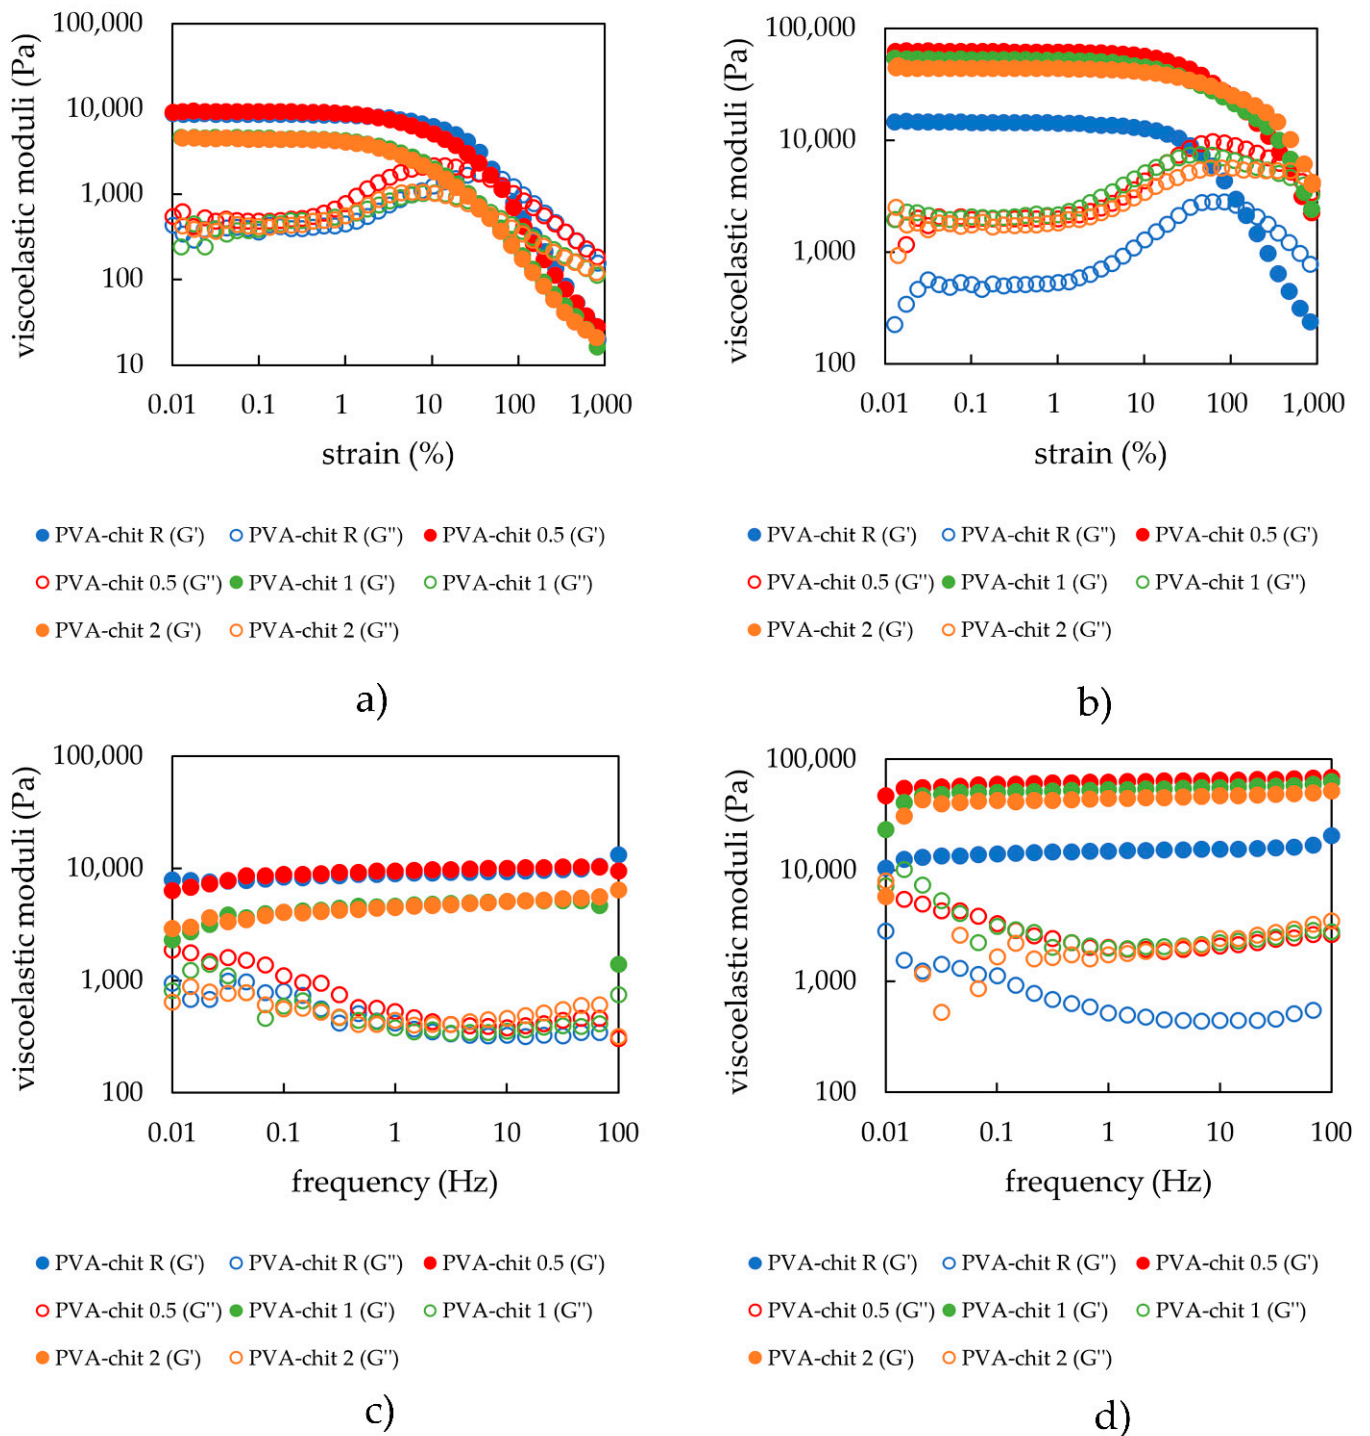 viscoelastic moduli (Pa)
100,000
10,000
1,000
100
10
0.01 0.1 1 10 100 1,000
strain (%)
PVA-chit R (G') PVA-chit R (G'') PVA-chit 0.5 (G')
PVA-chit 0.5 (G'') PVA-chit 1 (G') PVA-chit 1 (G'')
PVA-chit 2 (G') PVA-chit 2 (G'')
a)
viscoelastic moduli (Pa)
100,000
10,000
1,000
100
0.01 0.1 1 10 100 1,000
strain (%)
PVA-chit R (G') PVA-chit R (G'') PVA-chit 0.5 (G')
PVA-chit 0.5 (G'') PVA-chit 1 (G') PVA-chit 1 (G'')
PVA-chit 2 (G') PVA-chit 2 (G'')
b)
viscoelastic moduli (Pa)
100,000
10,000
1,000
100
0.01 0.1 1 10 100
frequency (Hz)
PVA-chit R (G') PVA-chit R (G'') PVA-chit 0.5 (G')
PVA-chit 0.5 (G'') PVA-chit 1 (G') PVA-chit 1 (G'')
PVA-chit 2 (G') PVA-chit 2 (G'')
c)
viscoelastic moduli (Pa)
100,000
10,000
1,000
100
0.01 0.1 1 10 100
frequency (Hz)
PVA-chit R (G') PVA-chit R (G'') PVA-chit 0.5 (G')
PVA-chit 0.5 (G'') PVA-chit 1 (G') PVA-chit 1 (G'')
PVA-chit 2 (G') PVA-chit 2 (G'')
d)